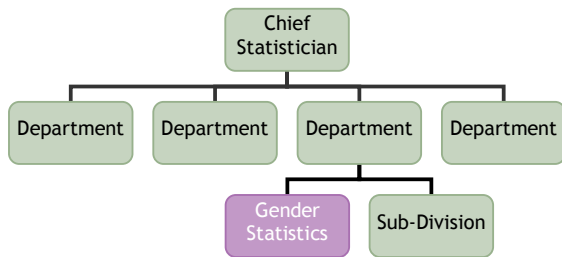 Chief
Statistician
Department
Department
Department
Department
Gender
Statistics
Sub-Division